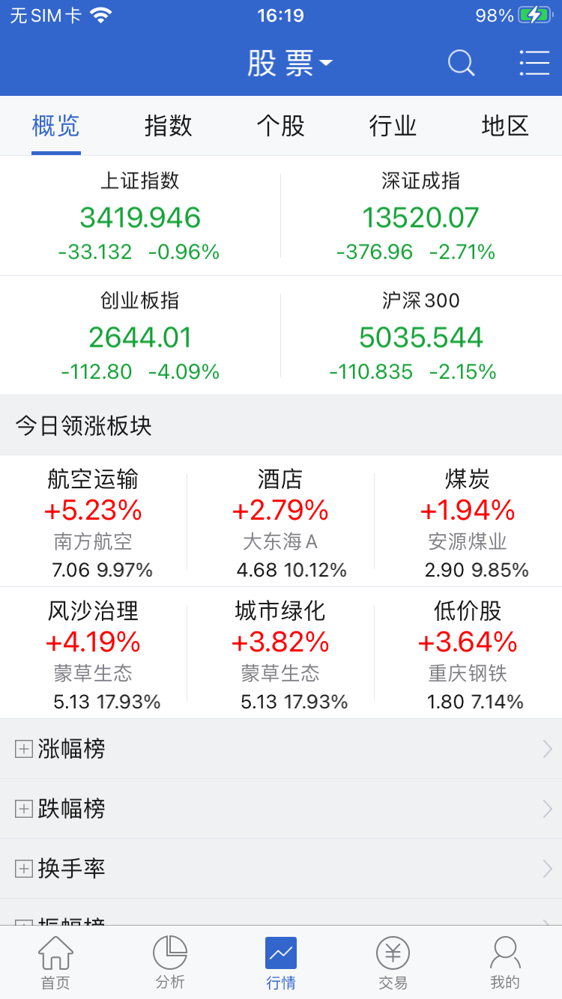 无SIM卡 16:19 98%
股票
概览 指数 个股 行业 地区
上证指数 深证成指
3419.946 13520.07
-33.132 -0.96% -376.96 -2.71%
创业板指 沪深300
2644.01 5035.544
-112.80 -4.09% -110.835 -2.15%
今日领涨板块
航空运输 酒店 煤炭
+5.23% +2.79% +1.94%
南方航空 大东海A 安源煤业
7.06 9.97% 4.68 10.12% 2.90 9.85%
风沙治理 城市绿化 低价股
+4.19% +3.82% +3.64%
蒙草生态 蒙草生态 重庆钢铁
5.13 17.93% 5.13 17.93% 1.80 7.14%
涨幅榜
跌幅榜
换手率
首页 分析 行情 交易 我的